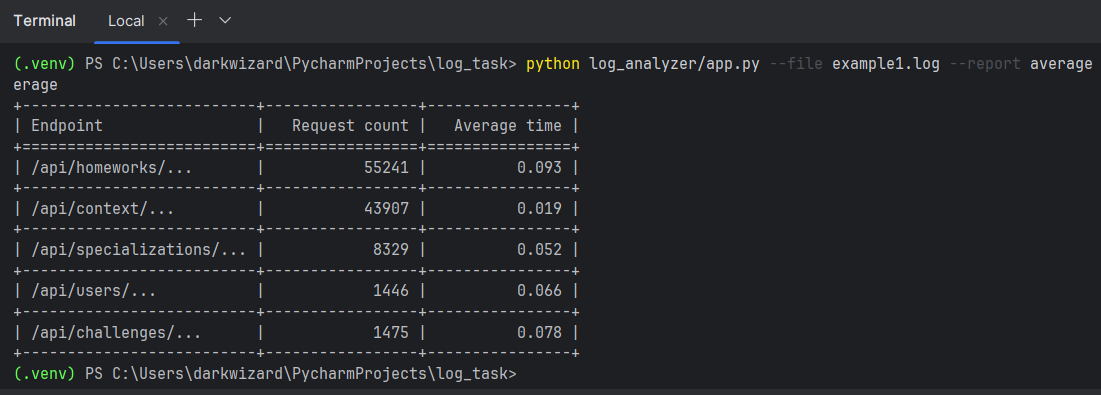 Terminal Local × +
(.venv) PS C:\Users\darkwizard\PycharmProjects\log_task> python log_analyzer/app.py --file example1.log --report average
erage
+--------------------------+-----------------+----------------+
| Endpoint                 |   Request count |   Average time |
+==========================+=================+================+
| /api/homeworks/...       |           55241 |          0.093 |
+--------------------------+-----------------+----------------+
| /api/context/...         |           43907 |          0.019 |
+--------------------------+-----------------+----------------+
| /api/specializations/... |            8329 |          0.052 |
+--------------------------+-----------------+----------------+
| /api/users/...           |            1446 |          0.066 |
+--------------------------+-----------------+----------------+
| /api/challenges/...      |            1475 |          0.078 |
+--------------------------+-----------------+----------------+
(.venv) PS C:\Users\darkwizard\PycharmProjects\log_task>